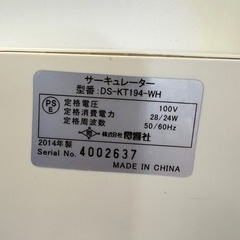 サーキュレーター
型番:DS-KT194-WH
PS
E
定格電圧 100V
定格消費電力 28/24W
定格周波数 50/60Hz
株式会社
2014年製
Serial No. 4002637
MADE IN CHINA